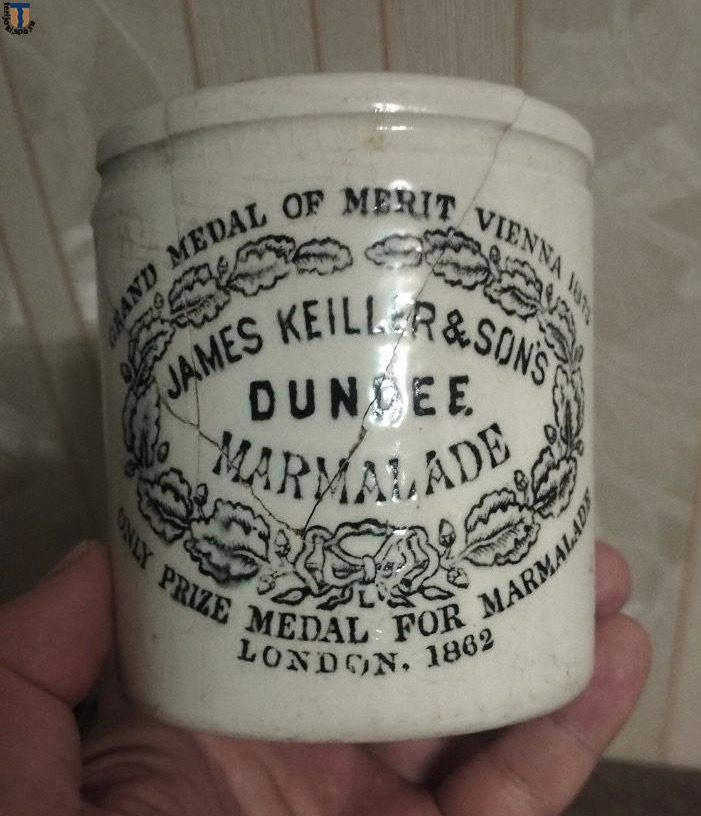 GRAND MEDAL OF MERIT VIENNA 1873
JAMES KEILLER & SON'S
DUNDEE
MARMALADE
L
ONLY PRIZE MEDAL FOR MARMALADE
LONDON, 1862